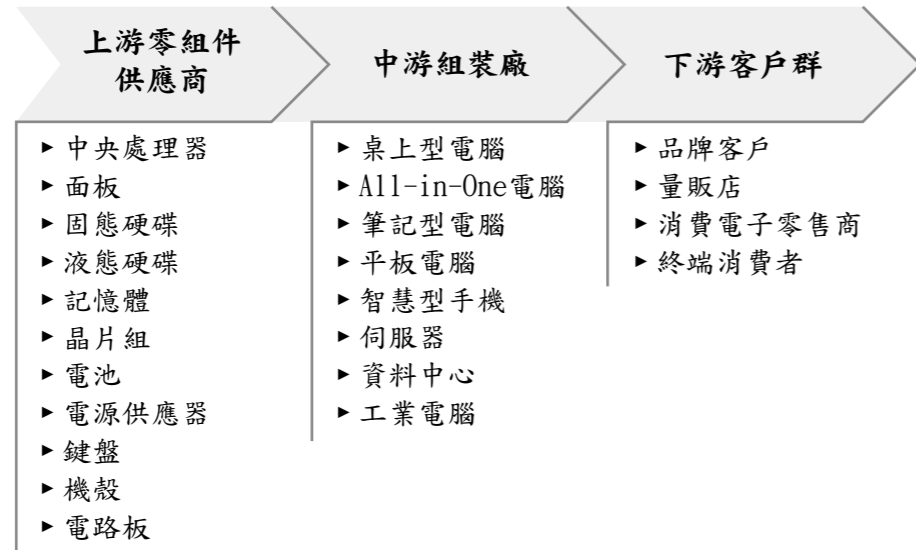 上游零組件
供應商
中游組裝廠
下游客戶群
▸ 中央處理器
▸ 面板
▸ 固態硬碟
▸ 液態硬碟
▸ 記憶體
▸ 晶片組
▸ 電池
▸ 電源供應器
▸ 鍵盤
▸ 機殼
▸ 電路板
▸ 桌上型電腦
▸ All-in-One電腦
▸ 筆記型電腦
▸ 平板電腦
▸ 智慧型手機
▸ 伺服器
▸ 資料中心
▸ 工業電腦
▸ 品牌客戶
▸ 量販店
▸ 消費電子零售商
▸ 終端消費者